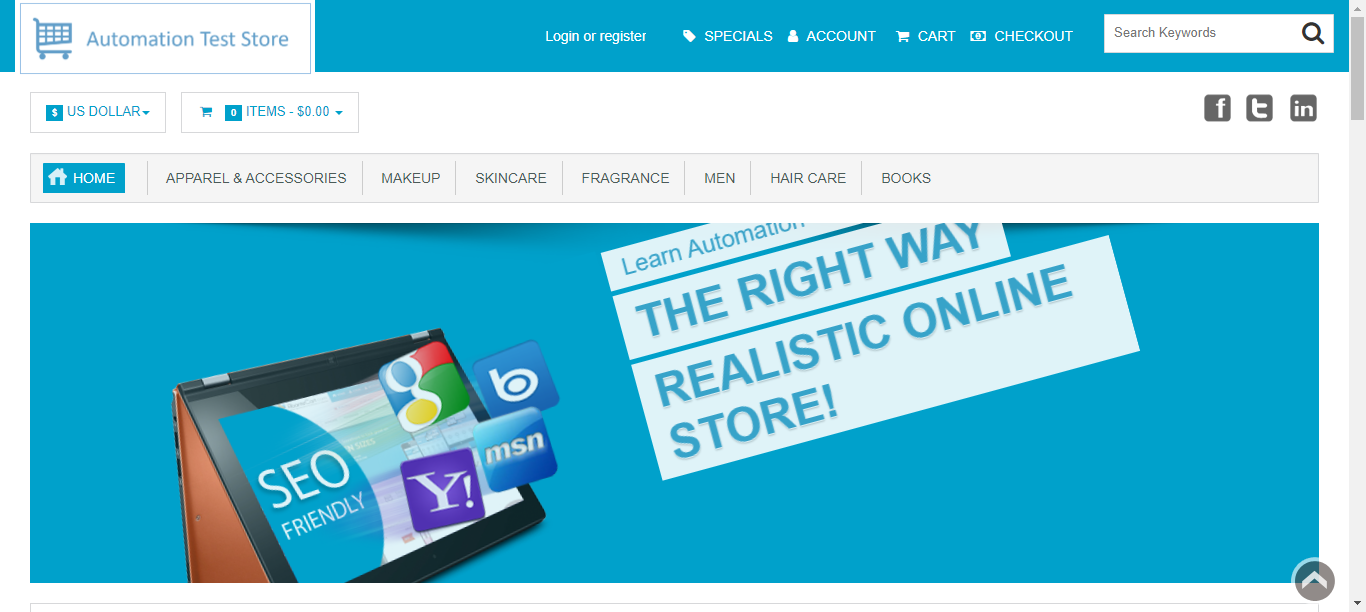 Automation Test Store
Login or register
SPECIALS
ACCOUNT
CART
CHECKOUT
Search Keywords
$ US DOLLAR
0 ITEMS - $0.00
f
t
in
HOME
APPAREL & ACCESSORIES
MAKEUP
SKINCARE
FRAGRANCE
MEN
HAIR CARE
BOOKS
Learn Automation
THE RIGHT WAY
REALISTIC ONLINE
STORE!
g
b
msn
Y!
SEO
FRIENDLY